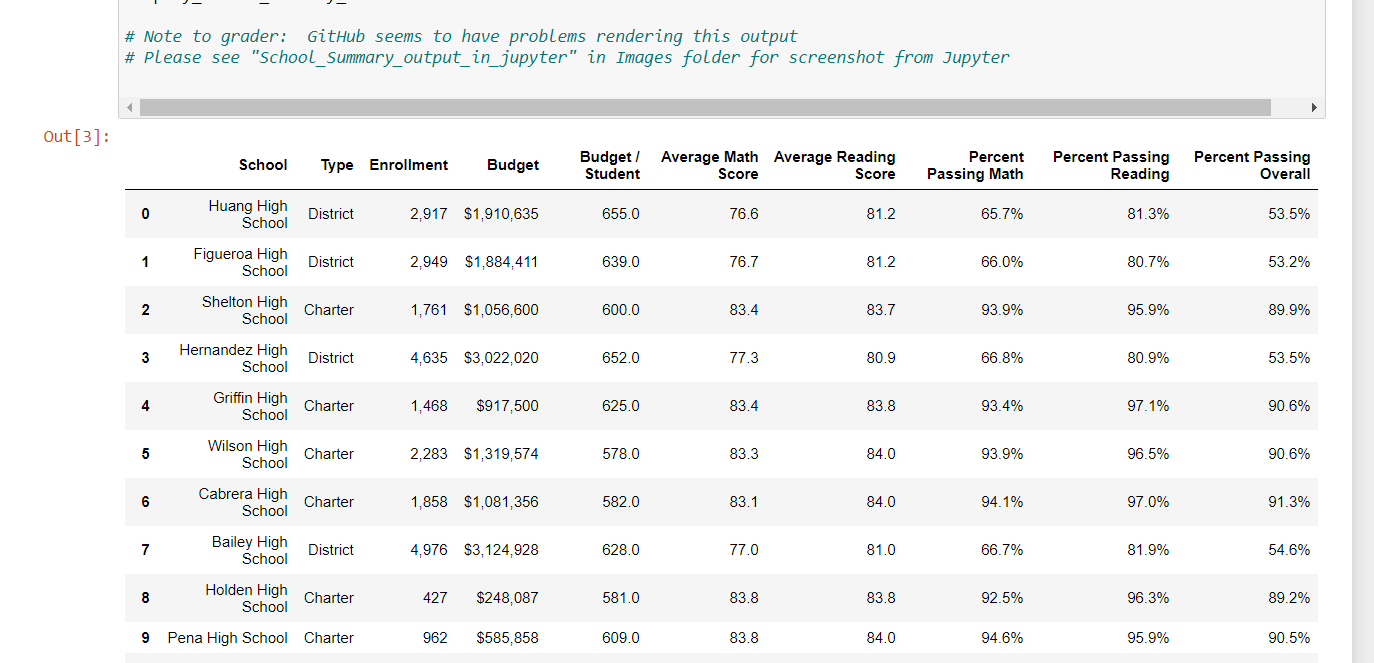 # Note to grader:  GitHub seems to have problems rendering this output
# Please see "School_Summary_output_in_jupyter" in Images folder for screenshot from Jupyter
Out[3]:
School Type Enrollment Budget Budget / Student Average Math Score Average Reading Score Percent Passing Math Percent Passing Reading Percent Passing Overall
0 Huang High School District 2,917 $1,910,635 655.0 76.6 81.2 65.7% 81.3% 53.5%
1 Figueroa High School District 2,949 $1,884,411 639.0 76.7 81.2 66.0% 80.7% 53.2%
2 Shelton High School Charter 1,761 $1,056,600 600.0 83.4 83.7 93.9% 95.9% 89.9%
3 Hernandez High School District 4,635 $3,022,020 652.0 77.3 80.9 66.8% 80.9% 53.5%
4 Griffin High School Charter 1,468 $917,500 625.0 83.4 83.8 93.4% 97.1% 90.6%
5 Wilson High School Charter 2,283 $1,319,574 578.0 83.3 84.0 93.9% 96.5% 90.6%
6 Cabrera High School Charter 1,858 $1,081,356 582.0 83.1 84.0 94.1% 97.0% 91.3%
7 Bailey High School District 4,976 $3,124,928 628.0 77.0 81.0 66.7% 81.9% 54.6%
8 Holden High School Charter 427 $248,087 581.0 83.8 83.8 92.5% 96.3% 89.2%
9 Pena High School Charter 962 $585,858 609.0 83.8 84.0 94.6% 95.9% 90.5%